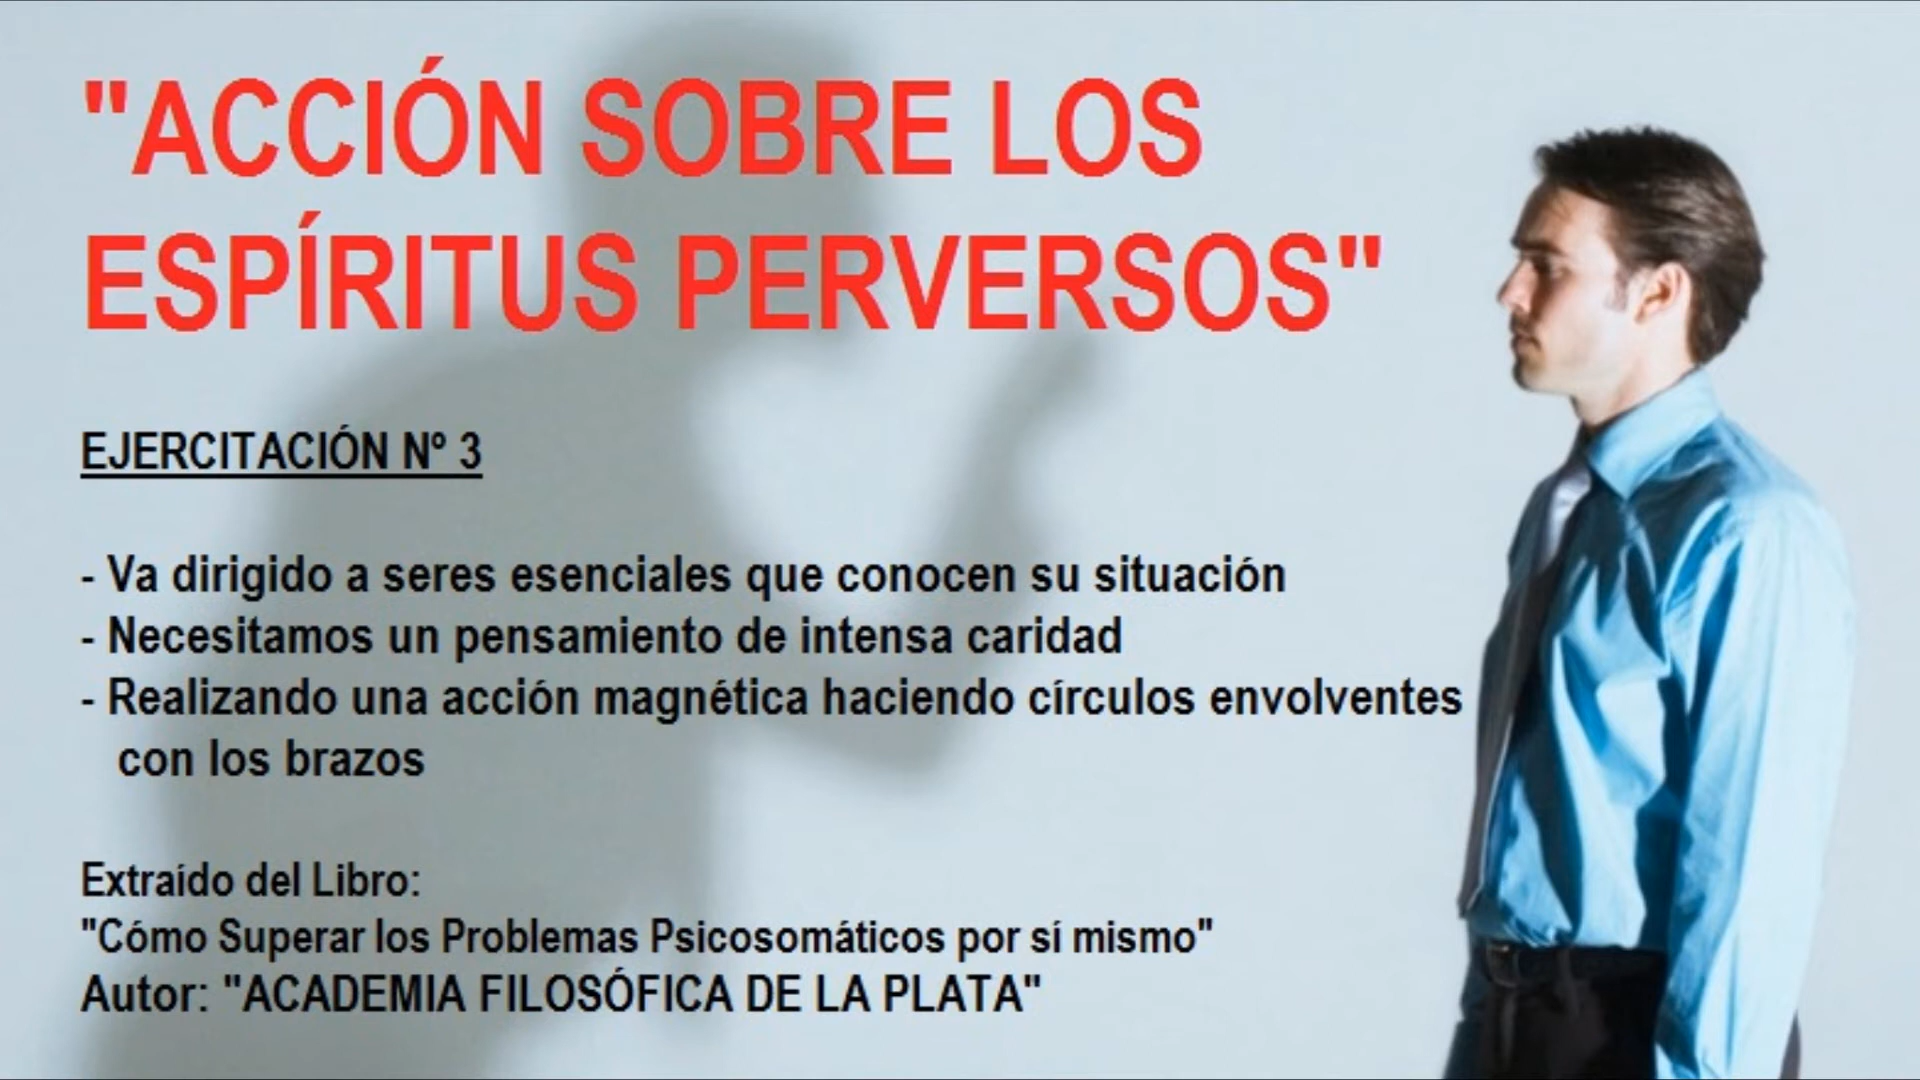 "ACCIÓN SOBRE LOS
ESPÍRITUS PERVERSOS"
EJERCITACIÓN Nº 3
- Va dirigido a seres esenciales que conocen su situación
- Necesitamos un pensamiento de intensa caridad
- Realizando una acción magnética haciendo círculos envolventes
con los brazos
Extraído del Libro:
"Cómo Superar los Problemas Psicosomáticos por sí mismo"
Autor: "ACADEMIA FILOSÓFICA DE LA PLATA"